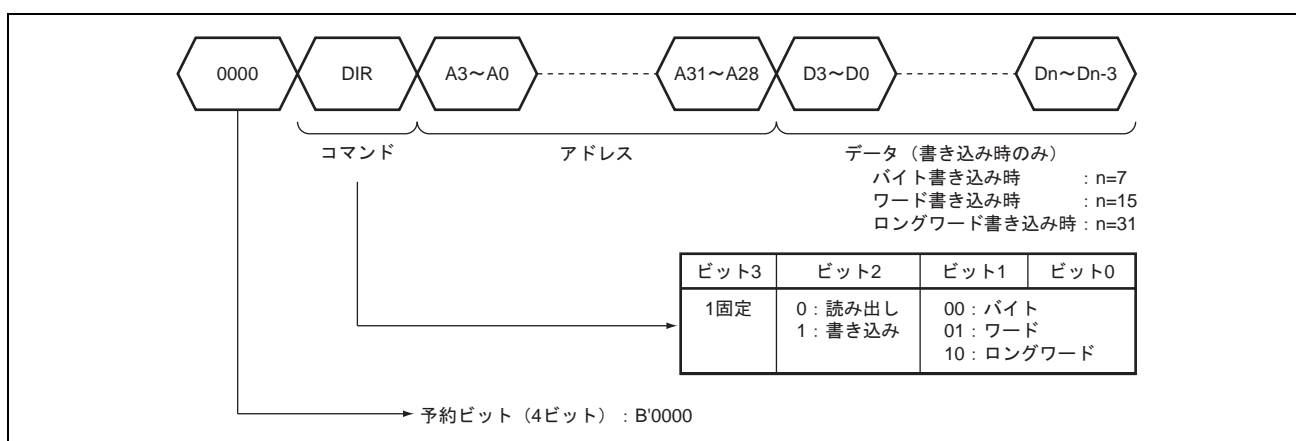 0000 DIR A3～A0 A31～A28 D3～D0 Dn～Dn-3
コマンド アドレス データ（書き込み時のみ）
バイト書き込み時 ：n=7
ワード書き込み時 ：n=15
ロングワード書き込み時：n=31
ビット3 ビット2 ビット1 ビット0
1固定 0：読み出し 00：バイト
1：書き込み 01：ワード
10：ロングワード
予約ビット（4ビット）：B'0000